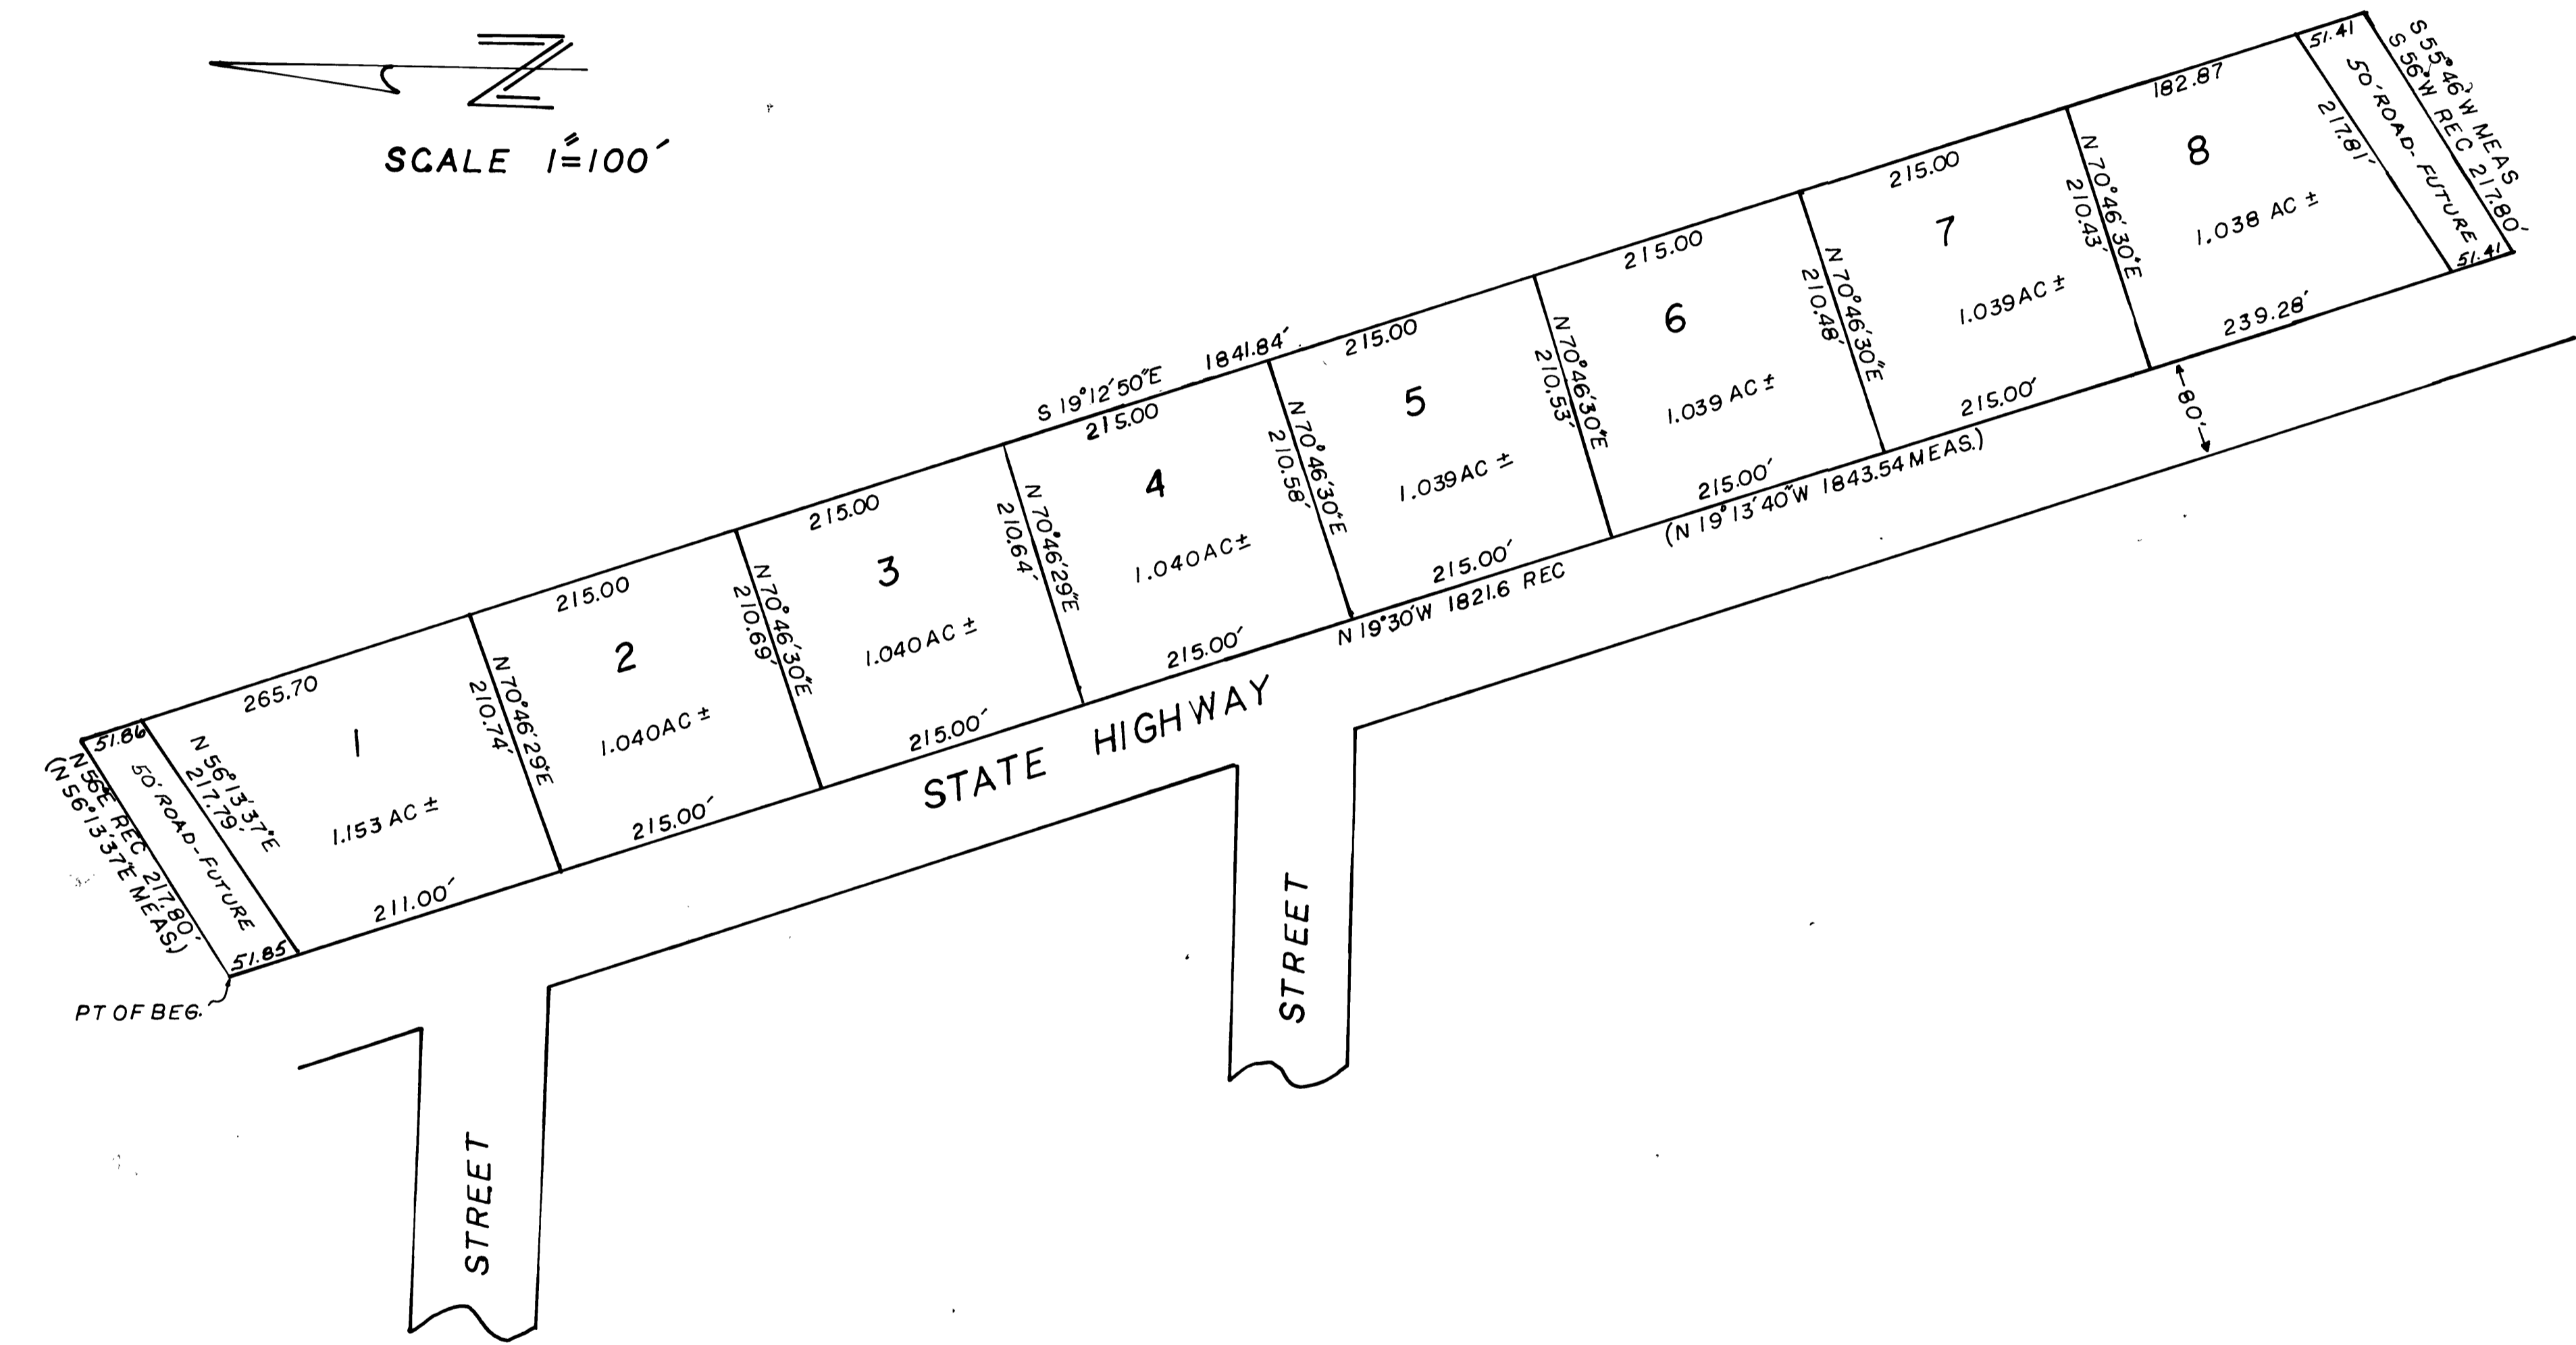 N
SCALE 1"=100'
S 19°12'50"E 1841.84'
51.86
265.70
215.00
215.00
215.00
215.00
215.00
215.00
182.87
51.41
(N 56°13'37"E MEAS.)
N 56°E REC 217.80'
50' ROAD-FUTURE
N 56°13'37"E
217.79'
1
1.153 AC ±
N 70°46'29"E
210.74'
2
1.040 AC ±
N 70°46'30"E
210.69'
3
1.040 AC ±
N 70°46'29"E
210.64'
4
1.040 AC ±
N 70°46'30"E
210.58'
5
1.039 AC ±
N 70°46'30"E
210.53'
6
1.039 AC ±
N 70°46'30"E
210.48'
7
1.039 AC ±
N 70°46'30"E
210.43'
8
1.038 AC ±
217.81'
50' ROAD-FUTURE
S 55°46'W MEAS
S 56°W REC 217.80'
51.85
211.00'
215.00'
215.00'
215.00'
215.00'
215.00'
215.00'
239.28'
51.41
PT OF BEG.
N 19°30'W 1821.6 REC
(N 19°13'40"W 1843.54 MEAS.)
80'
STATE HIGHWAY
STREET
STREET